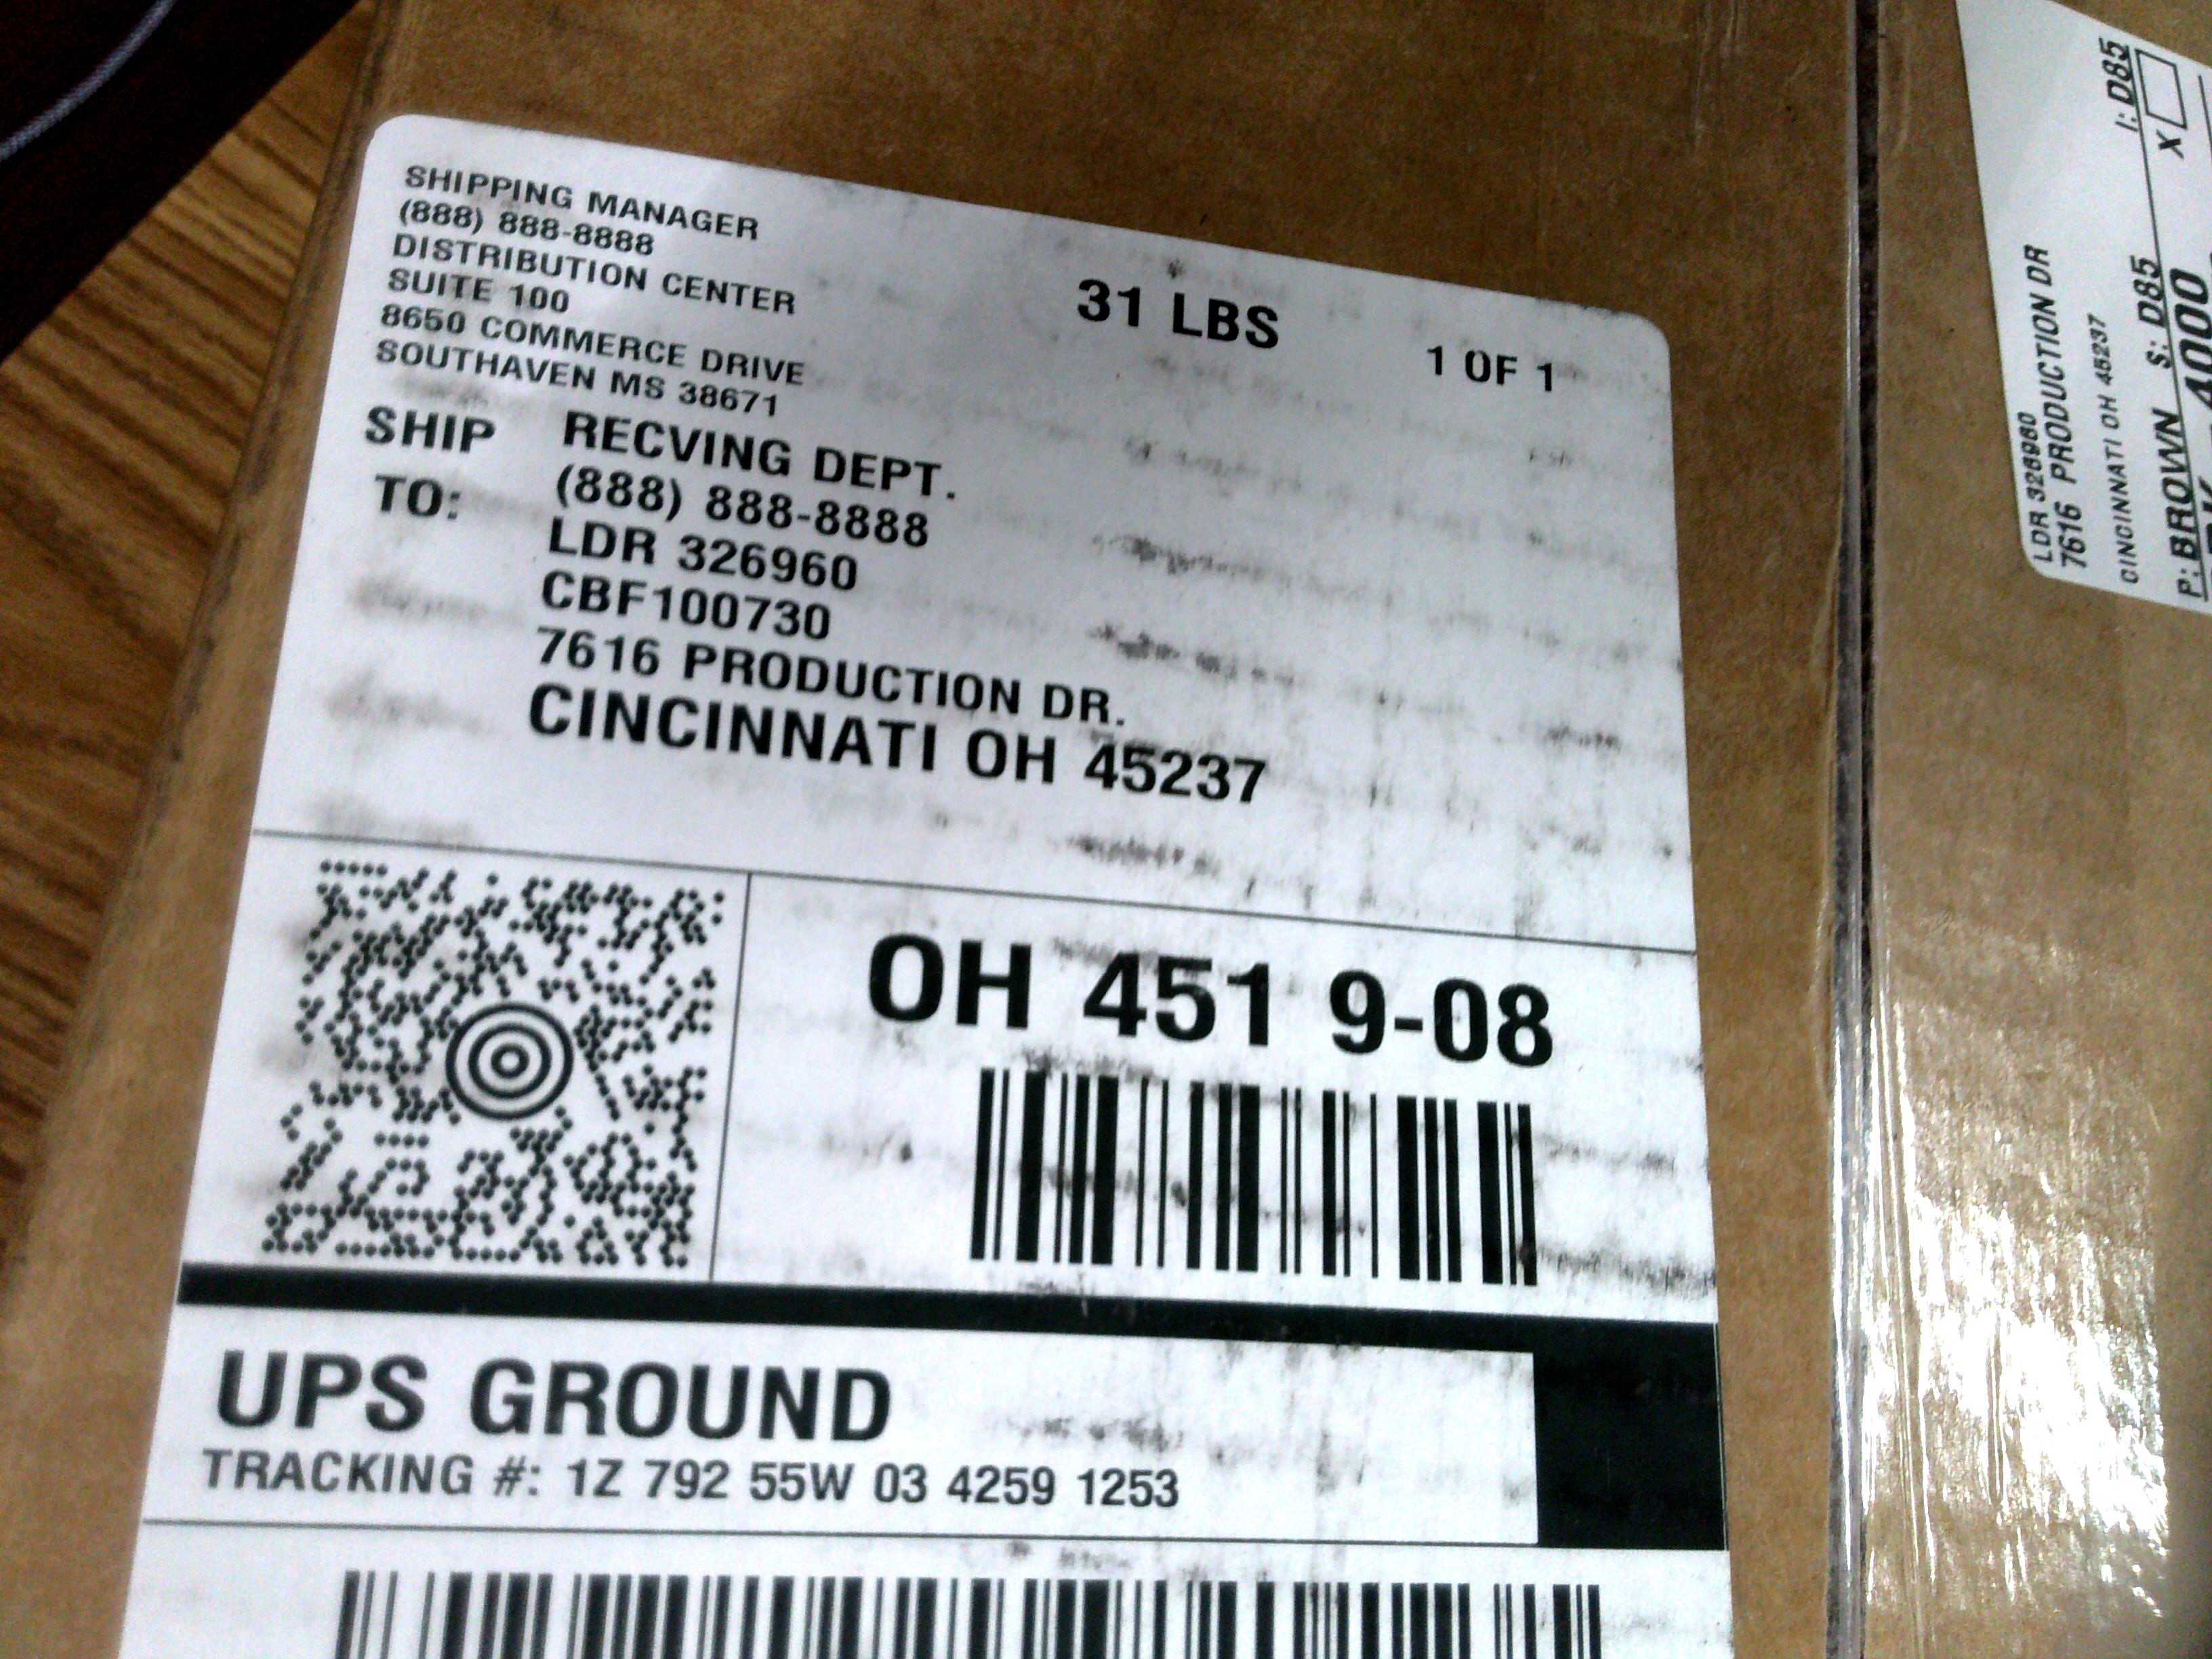 SHIPPING MANAGER
(888) 888-8888
DISTRIBUTION CENTER
SUITE 100
8650 COMMERCE DRIVE
SOUTHAVEN MS 38671
31 LBS
1 OF 1
SHIP TO:
RECVING DEPT.
(888) 888-8888
LDR 326960
CBF100730
7616 PRODUCTION DR.
CINCINNATI OH 45237
OH 451 9-08
UPS GROUND
TRACKING #: 1Z 792 55W 03 4259 1253
LDR 326960
7616 PRODUCTION DR
CINCINNATI OH 45237
P: BROWN S: D85 I: D85
4000
X